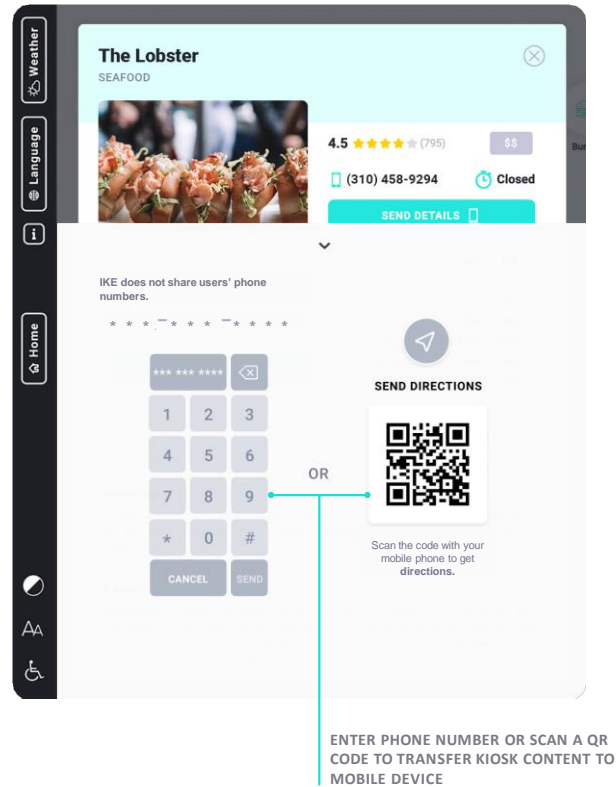 Weather
Language
i
Home
AA
The Lobster
SEAFOOD
4.5 (795) $$
Bur
(310) 458-9294 Closed
SEND DETAILS
IKE does not share users’ phone
numbers.
* * * - * * * - * * * *
*** *** ****
1 2 3
4 5 6
7 8 9
* 0 #
CANCEL SEND
OR
SEND DIRECTIONS
Scan the code with your
mobile phone to get
directions.
ENTER PHONE NUMBER OR SCAN A QR
CODE TO TRANSFER KIOSK CONTENT TO
MOBILE DEVICE